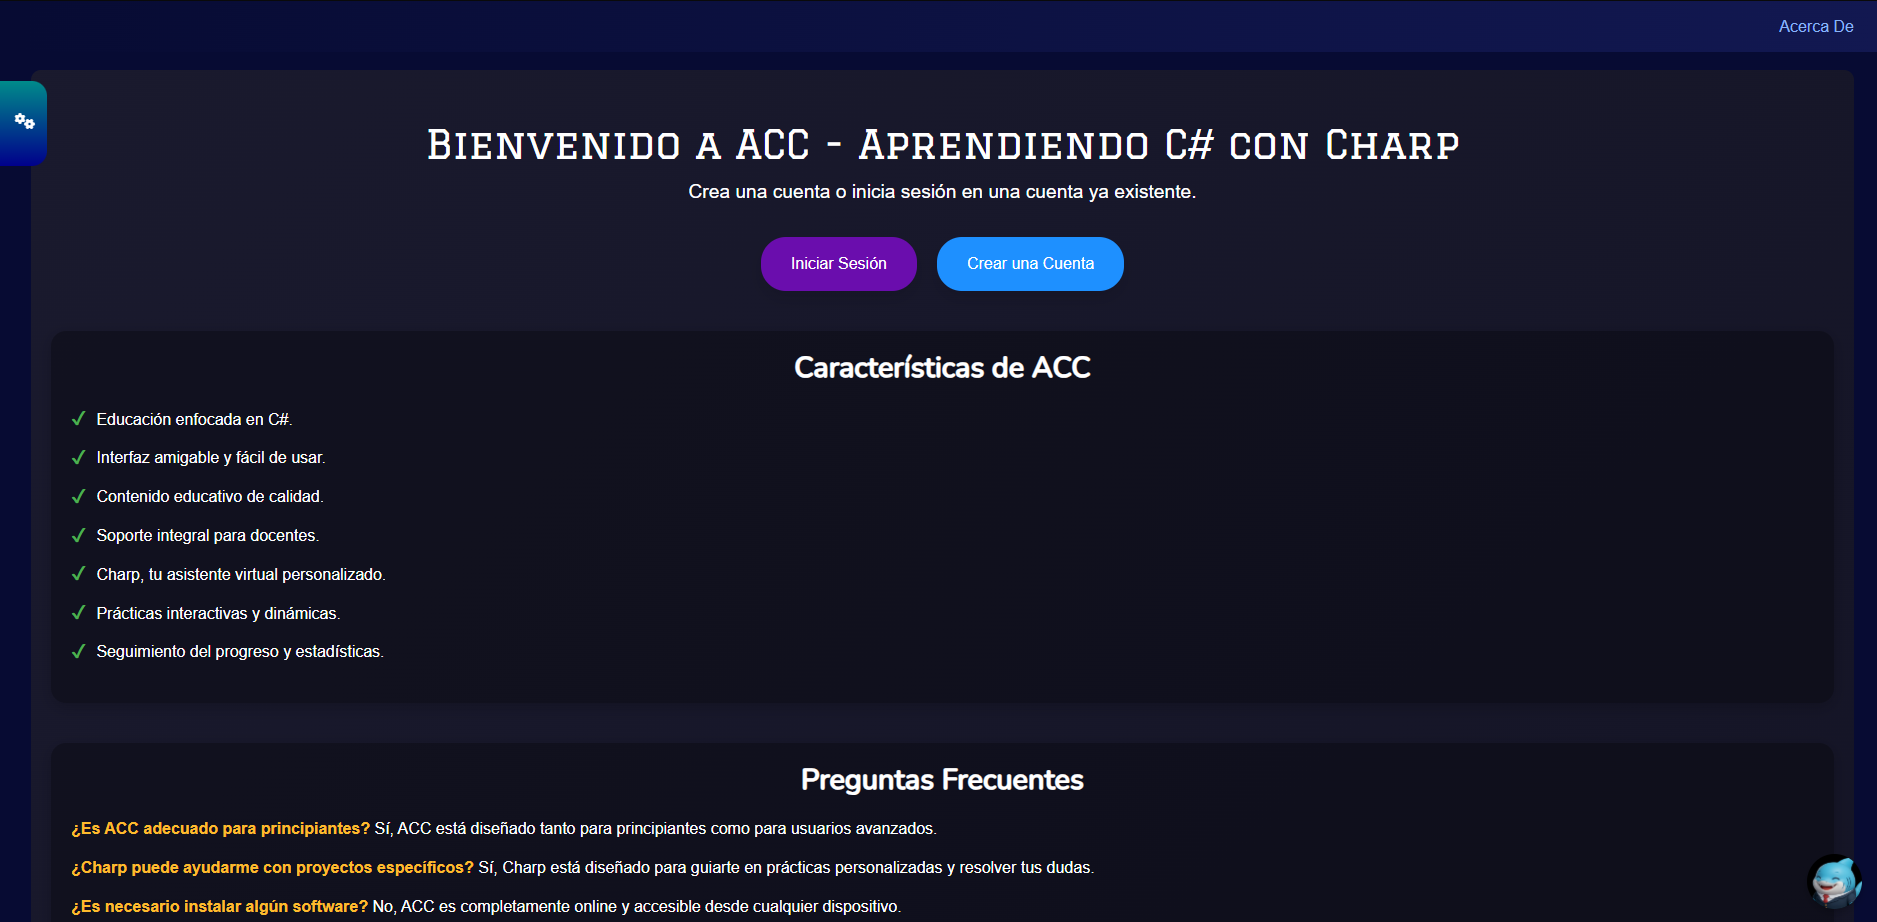 Acerca De
Bienvenido a ACC - Aprendiendo C# con Charp
Crea una cuenta o inicia sesión en una cuenta ya existente.
Iniciar Sesión
Crear una Cuenta
Características de ACC
✓ Educación enfocada en C#.
✓ Interfaz amigable y fácil de usar.
✓ Contenido educativo de calidad.
✓ Soporte integral para docentes.
✓ Charp, tu asistente virtual personalizado.
✓ Prácticas interactivas y dinámicas.
✓ Seguimiento del progreso y estadísticas.
Preguntas Frecuentes
¿Es ACC adecuado para principiantes? Sí, ACC está diseñado tanto para principiantes como para usuarios avanzados.
¿Charp puede ayudarme con proyectos específicos? Sí, Charp está diseñado para guiarte en prácticas personalizadas y resolver tus dudas.
¿Es necesario instalar algún software? No, ACC es completamente online y accesible desde cualquier dispositivo.